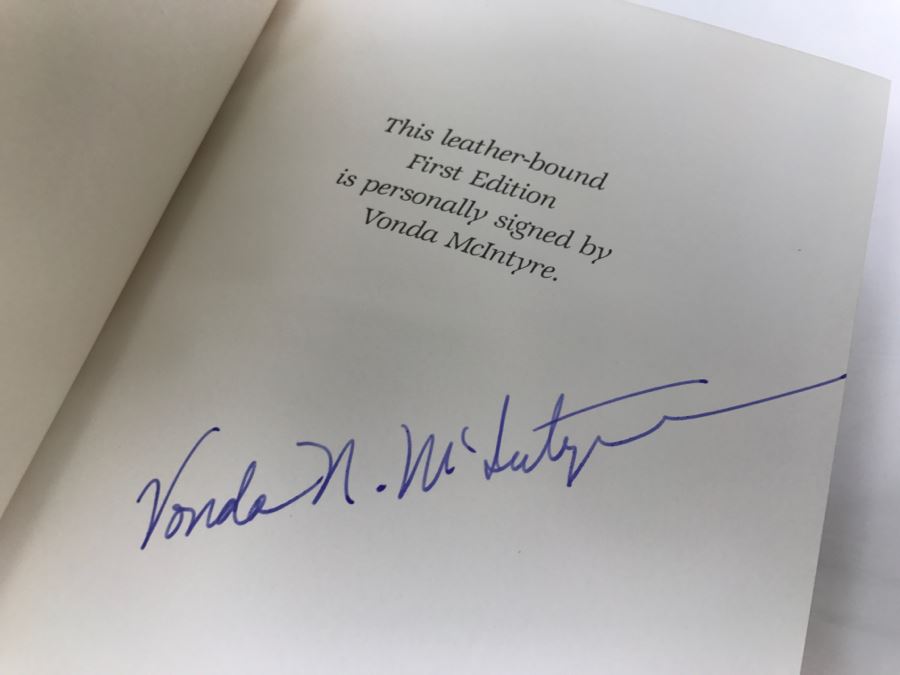 This leather-bound
First Edition
is personally signed by
Vonda McIntyre.
Vonda N. McIntyre